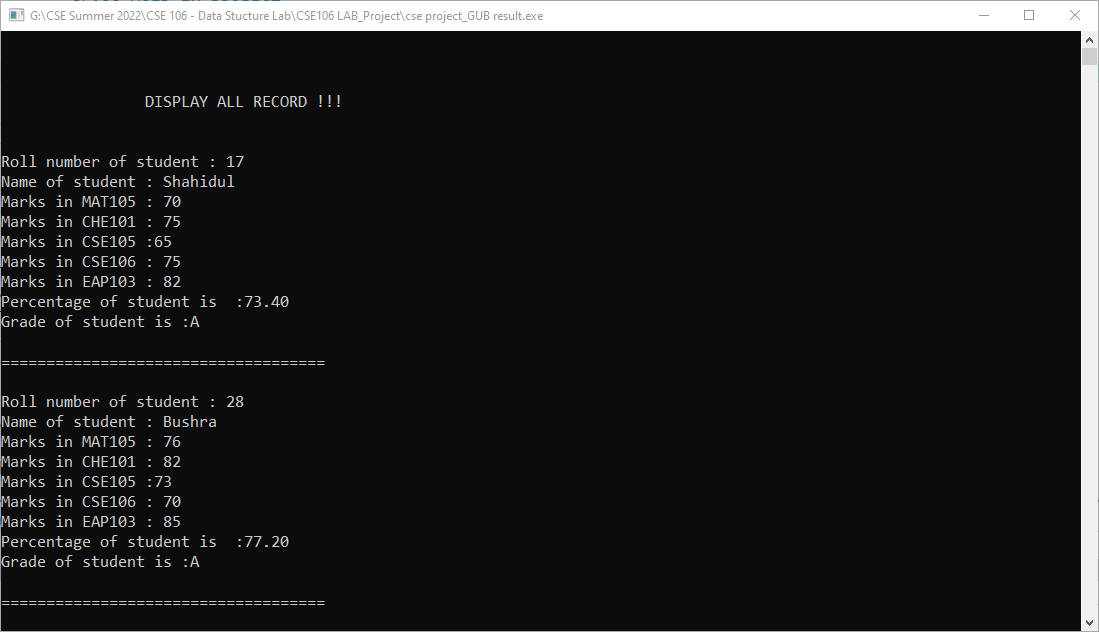 G:\CSE Summer 2022\CSE 106 - Data Stucture Lab\CSE106 LAB_Project\cse project_GUB result.exe
DISPLAY ALL RECORD !!!
Roll number of student : 17
Name of student : Shahidul
Marks in MAT105 : 70
Marks in CHE101 : 75
Marks in CSE105 :65
Marks in CSE106 : 75
Marks in EAP103 : 82
Percentage of student is  :73.40
Grade of student is :A
====================================
Roll number of student : 28
Name of student : Bushra
Marks in MAT105 : 76
Marks in CHE101 : 82
Marks in CSE105 :73
Marks in CSE106 : 70
Marks in EAP103 : 85
Percentage of student is  :77.20
Grade of student is :A
====================================